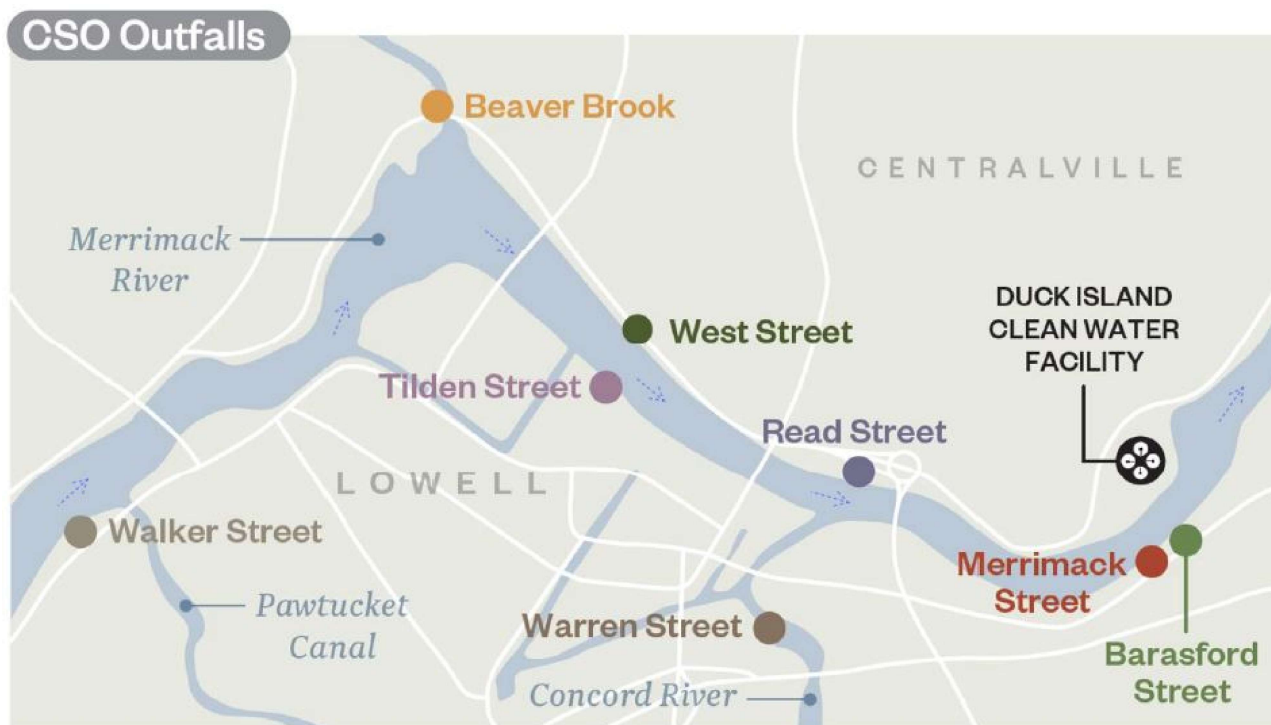 CSO Outfalls
Beaver Brook
CENTRALVILLE
Merrimack
River
DUCK ISLAND
CLEAN WATER
FACILITY
West Street
Tilden Street
Read Street
LOWELL
Walker Street
Merrimack
Street
Pawtucket
Canal
Warren Street
Barasford
Street
Concord River